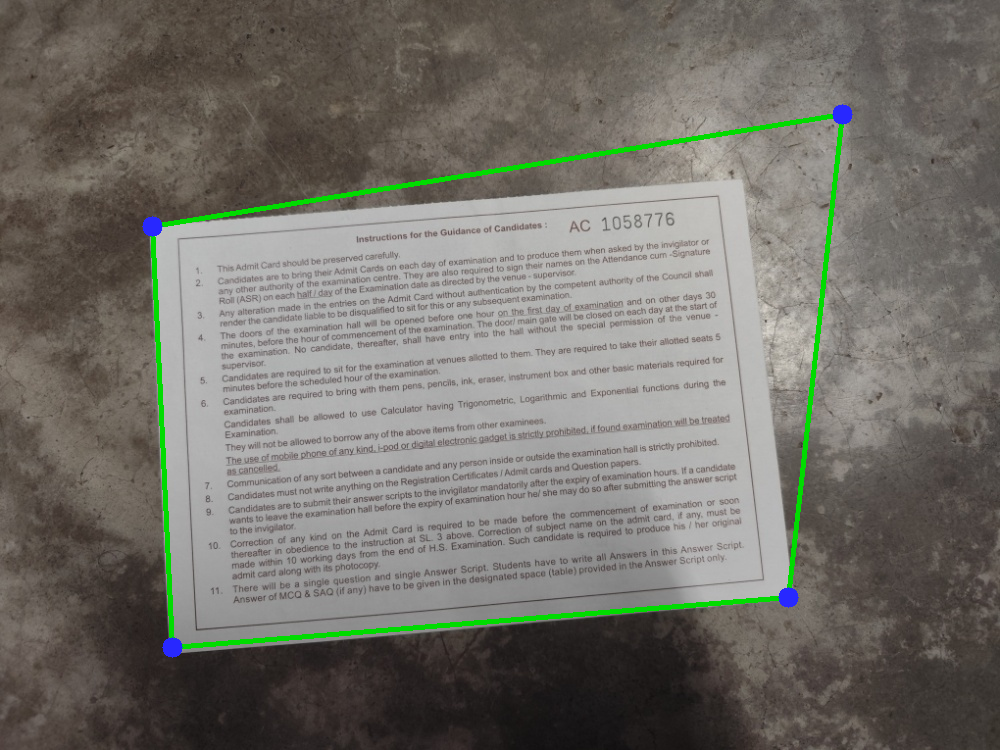 Instructions for the Guidance of Candidates : AC 1058776
1. This Admit Card should be preserved carefully.
2. Candidates are to bring their Admit Cards on each day of examination and to produce them when asked by the invigilator or
any other authority of the examination centre. They are also required to sign their names on the Attendance cum -Signature
Roll (ASR) on each half / day of the Examination date as directed by the venue - supervisor.
3. Any alteration made in the entries on the Admit Card without authentication by the competent authority of the Council shall
render the candidate liable to be disqualified to sit for this or any subsequent examination.
4. The doors of the examination hall will be opened before one hour on the first day of examination and on other days 30
minutes, before the hour of commencement of the examination. The door/ main gate will be closed on each day at the start of
the examination. No candidate, thereafter, shall have entry into the hall without the special permission of the venue -
supervisor.
5. Candidates are required to sit for the examination at venues allotted to them. They are required to take their allotted seats 5
minutes before the scheduled hour of the examination.
6. Candidates are required to bring with them pens, pencils, ink, eraser, instrument box and other basic materials required for
examination.
Candidates shall be allowed to use Calculator having Trigonometric, Logarithmic and Exponential functions during the
Examination.
They will not be allowed to borrow any of the above items from other examinees.
The use of mobile phone of any kind, i-pod or digital electronic gadget is strictly prohibited, if found examination will be treated
as cancelled.
7. Communication of any sort between a candidate and any person inside or outside the examination hall is strictly prohibited.
8. Candidates must not write anything on the Registration Certificates / Admit cards and Question papers.
9. Candidates are to submit their answer scripts to the invigilator mandatorily after the expiry of examination hours. If a candidate
wants to leave the examination hall before the expiry of examination hour he/ she may do so after submitting the answer script
to the invigilator.
10. Correction of any kind on the Admit Card is required to be made before the commencement of examination or soon
thereafter in obedience to the instruction at SL. 3 above. Correction of subject name on the admit card, if any, must be
made within 10 working days from the end of H.S. Examination. Such candidate is required to produce his / her original
admit card along with its photocopy.
11. There will be a single question and single Answer Script. Students have to write all Answers in this Answer Script.
Answer of MCQ & SAQ (if any) have to be given in the designated space (table) provided in the Answer Script only.